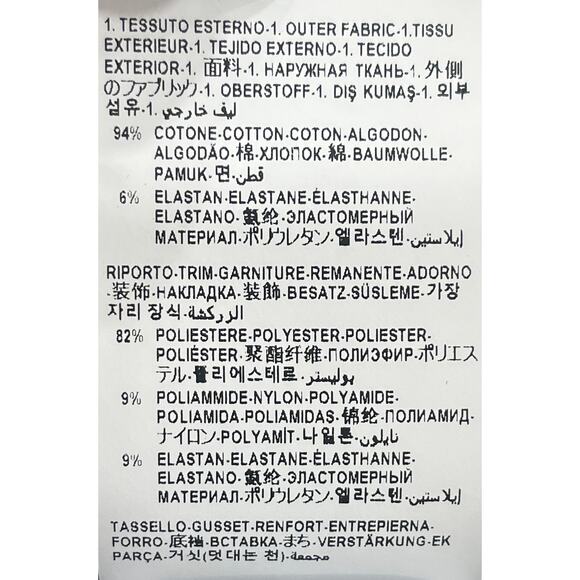 1. TESSUTO ESTERNO-1. OUTER FABRIC-1.TISSU
EXTERIEUR-1. TEJIDO EXTERNO-1. TECIDO
EXTERIOR-1. 面料-1. НАРУЖНАЯ ТКАНЬ-1. 外側
のファブリック-1. OBERSTOFF-1. DIŞ KUMAŞ-1. 외부
섬유-1. ليف خارجي
94% COTONE-COTTON-COTON-ALGODON-
ALGODÃO-棉-ХЛОПОК-綿-BAUMWOLLE-
PAMUK-면-قطن
6% ELASTAN-ELASTANE-ÉLASTHANNE-
ELASTANO-氨纶-ЭЛАСТОМЕРНЫЙ
МАТЕРИАЛ-ポリウレタン-엘라스텐-إيلاستين
RIPORTO-TRIM-GARNITURE-REMANENTE-ADORNO
-装饰-НАКЛАДКА-装飾-BESATZ-SÜSLEME-가장
자리 장식-الزركشة
82% POLIESTERE-POLYESTER-POLIESTER-
POLIÉSTER-聚酯纤维-ПОЛИЭФИР-ポリエス
テル-폴리에스테르-بوليستر
9% POLIAMMIDE-NYLON-POLYAMIDE-
POLIAMIDA-POLIAMIDAS-锦纶-ПОЛИАМИД-
ナイロン-POLYAMİT-나일론-نايلون
9% ELASTAN-ELASTANE-ÉLASTHANNE-
ELASTANO-氨纶-ЭЛАСТОМЕРНЫЙ
МАТЕРИАЛ-ポリウレタン-엘라스텐-إيلاستين
TASSELLO-GUSSET-RENFORT-ENTREPIERNA-
FORRO-底裆-ВСТАВКА-まち-VERSTÄRKUNG-EK
PARÇA-거싯(덧대는 천)-مجمعة